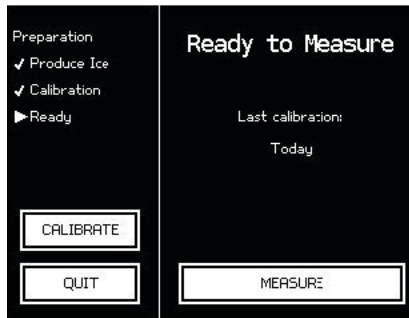 Preparation
✓ Produce Ice
✓ Calibration
▶Ready
CALIBRATE
QUIT
Ready to Measure
Last calibration:
Today
MEASURE